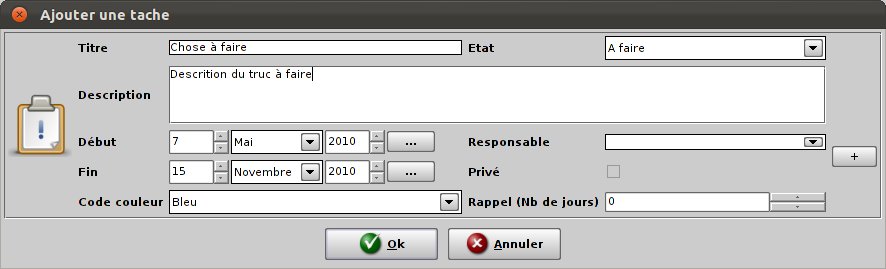 Ajouter une tache
Titre Chose à faire Etat A faire
Description Descrition du truc à faire
Début 7 Mai 2010 ... Responsable
+
Fin 15 Novembre 2010 ... Privé
Code couleur Bleu Rappel (Nb de jours) 0
Ok Annuler